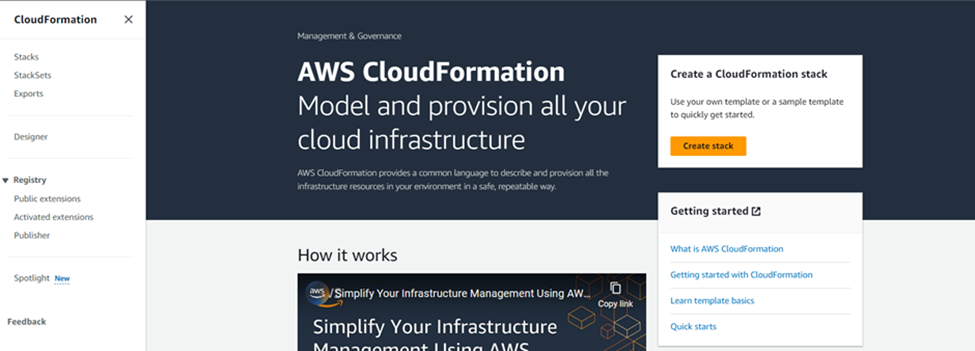 CloudFormation
Stacks
StackSets
Exports
Designer
Registry
Public extensions
Activated extensions
Publisher
Spotlight New
Feedback
Management & Governance
AWS CloudFormation
Model and provision all your
cloud infrastructure
AWS CloudFormation provides a common language to describe and provision all the
infrastructure resources in your environment in a safe, repeatable way.
Create a CloudFormation stack
Use your own template or a sample template
to quickly get started.
Create stack
Getting started
What is AWS CloudFormation
Getting started with CloudFormation
Learn template basics
Quick starts
How it works
aws
Simplify Your Infrastructure Management Using AW...
Copy link
Simplify Your Infrastructure
Management Using AWS